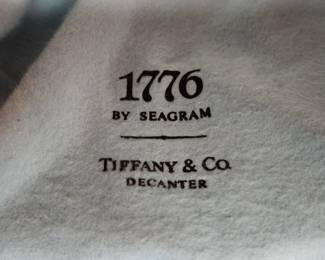 1776
BY SEAGRAM
TIFFANY & CO.
DECANTER